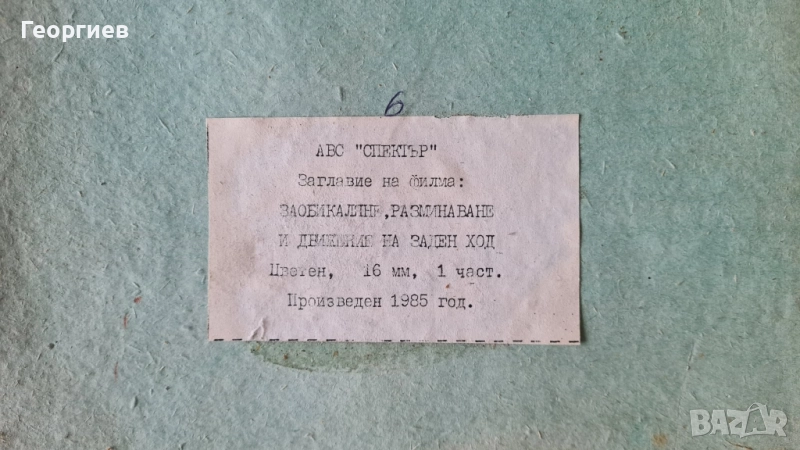 Георгиев
6
АВС "СПЕКТЪР"
Заглавие на филма:
ЗАОБИКАЛЯНЕ,РАЗМИНАВАНЕ
И ДВИЖЕНИЕ НА ЗАДЕН ХОД
Цветен, 16 мм, 1 част.
Произведен 1985 год.
BAZAR